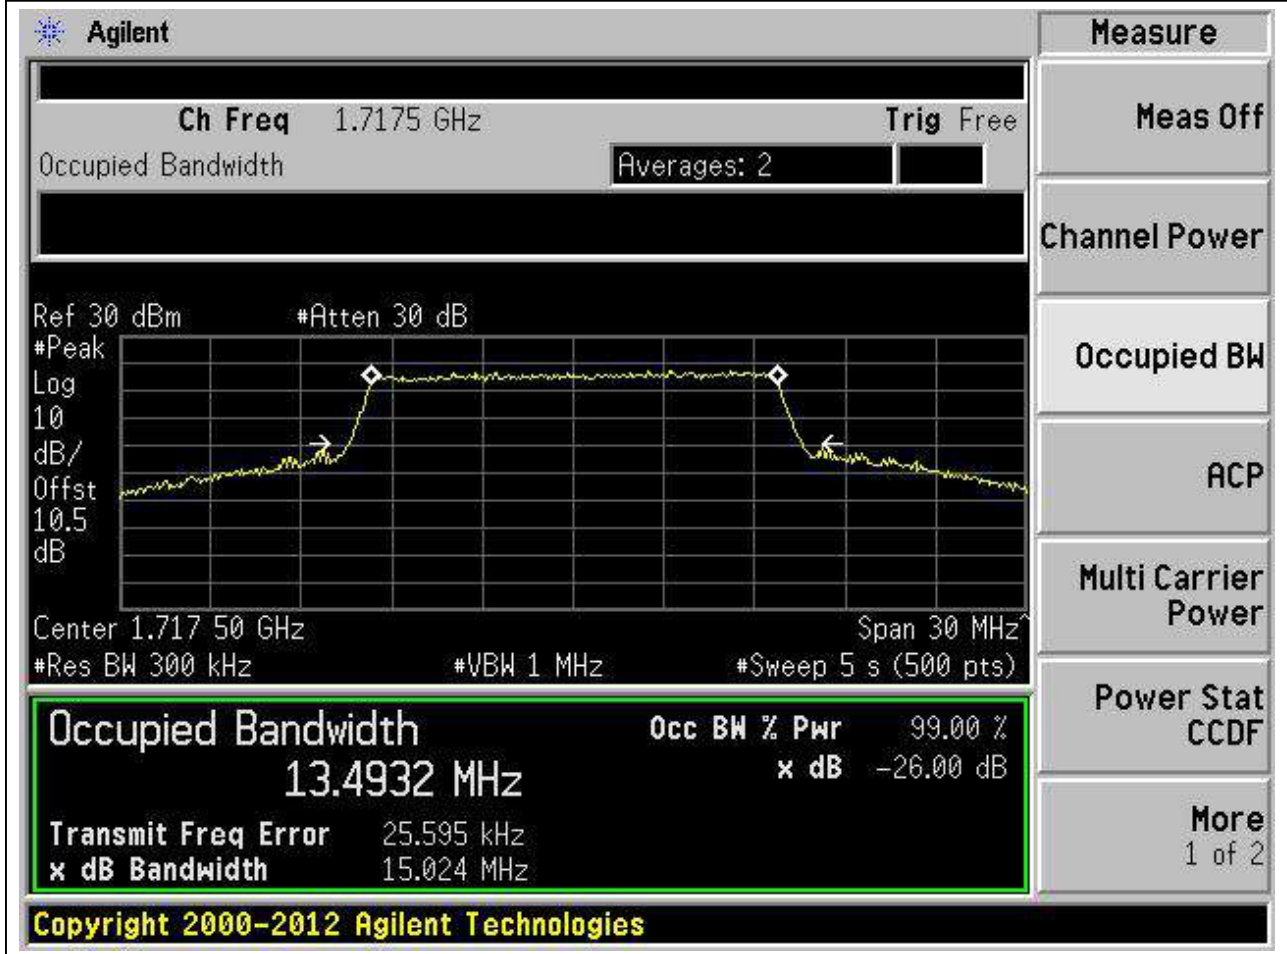 Agilent
Measure
Ch Freq 1.7175 GHz Trig Free
Occupied Bandwidth Averages: 2
Meas Off
Channel Power
Occupied BW
ACP
Multi Carrier
Power
Power Stat
CCDF
More
1 of 2
Ref 30 dBm #Atten 30 dB
#Peak
Log
10
dB/
Offst
10.5
dB
Center 1.717 50 GHz Span 30 MHz^
#Res BW 300 kHz #VBW 1 MHz #Sweep 5 s (500 pts)
Occupied Bandwidth Occ BW % Pwr 99.00 %
13.4932 MHz x dB -26.00 dB
Transmit Freq Error 25.595 kHz
x dB Bandwidth 15.024 MHz
Copyright 2000-2012 Agilent Technologies